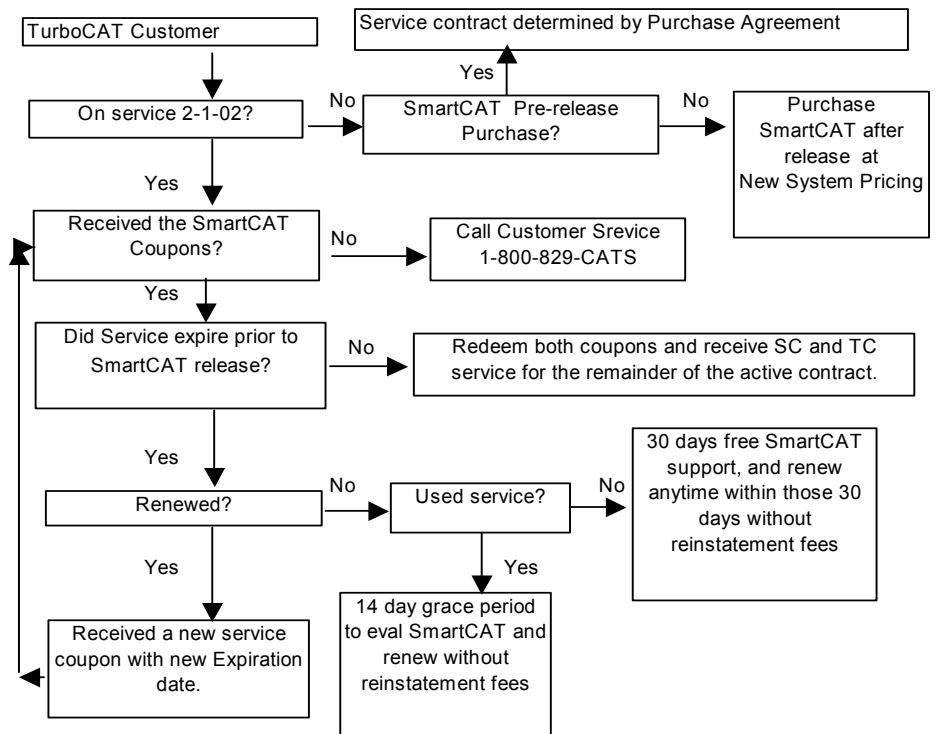 TurboCAT Customer
Service contract determined by Purchase Agreement
Yes
On service 2-1-02?
No
SmartCAT Pre-release
Purchase?
No
Purchase
SmartCAT after
release at
New System Pricing
Yes
Received the SmartCAT
Coupons?
No
Call Customer Srevice
1-800-829-CATS
Yes
Did Service expire prior to
SmartCAT release?
No
Redeem both coupons and receive SC and TC
service for the remainder of the active contract.
Yes
Renewed?
No
Used service?
No
30 days free SmartCAT
support, and renew
anytime within those 30
days without
reinstatement fees
Yes
Yes
Received a new service
coupon with new Expiration
date.
14 day grace period
to eval SmartCAT and
renew without
reinstatement fees